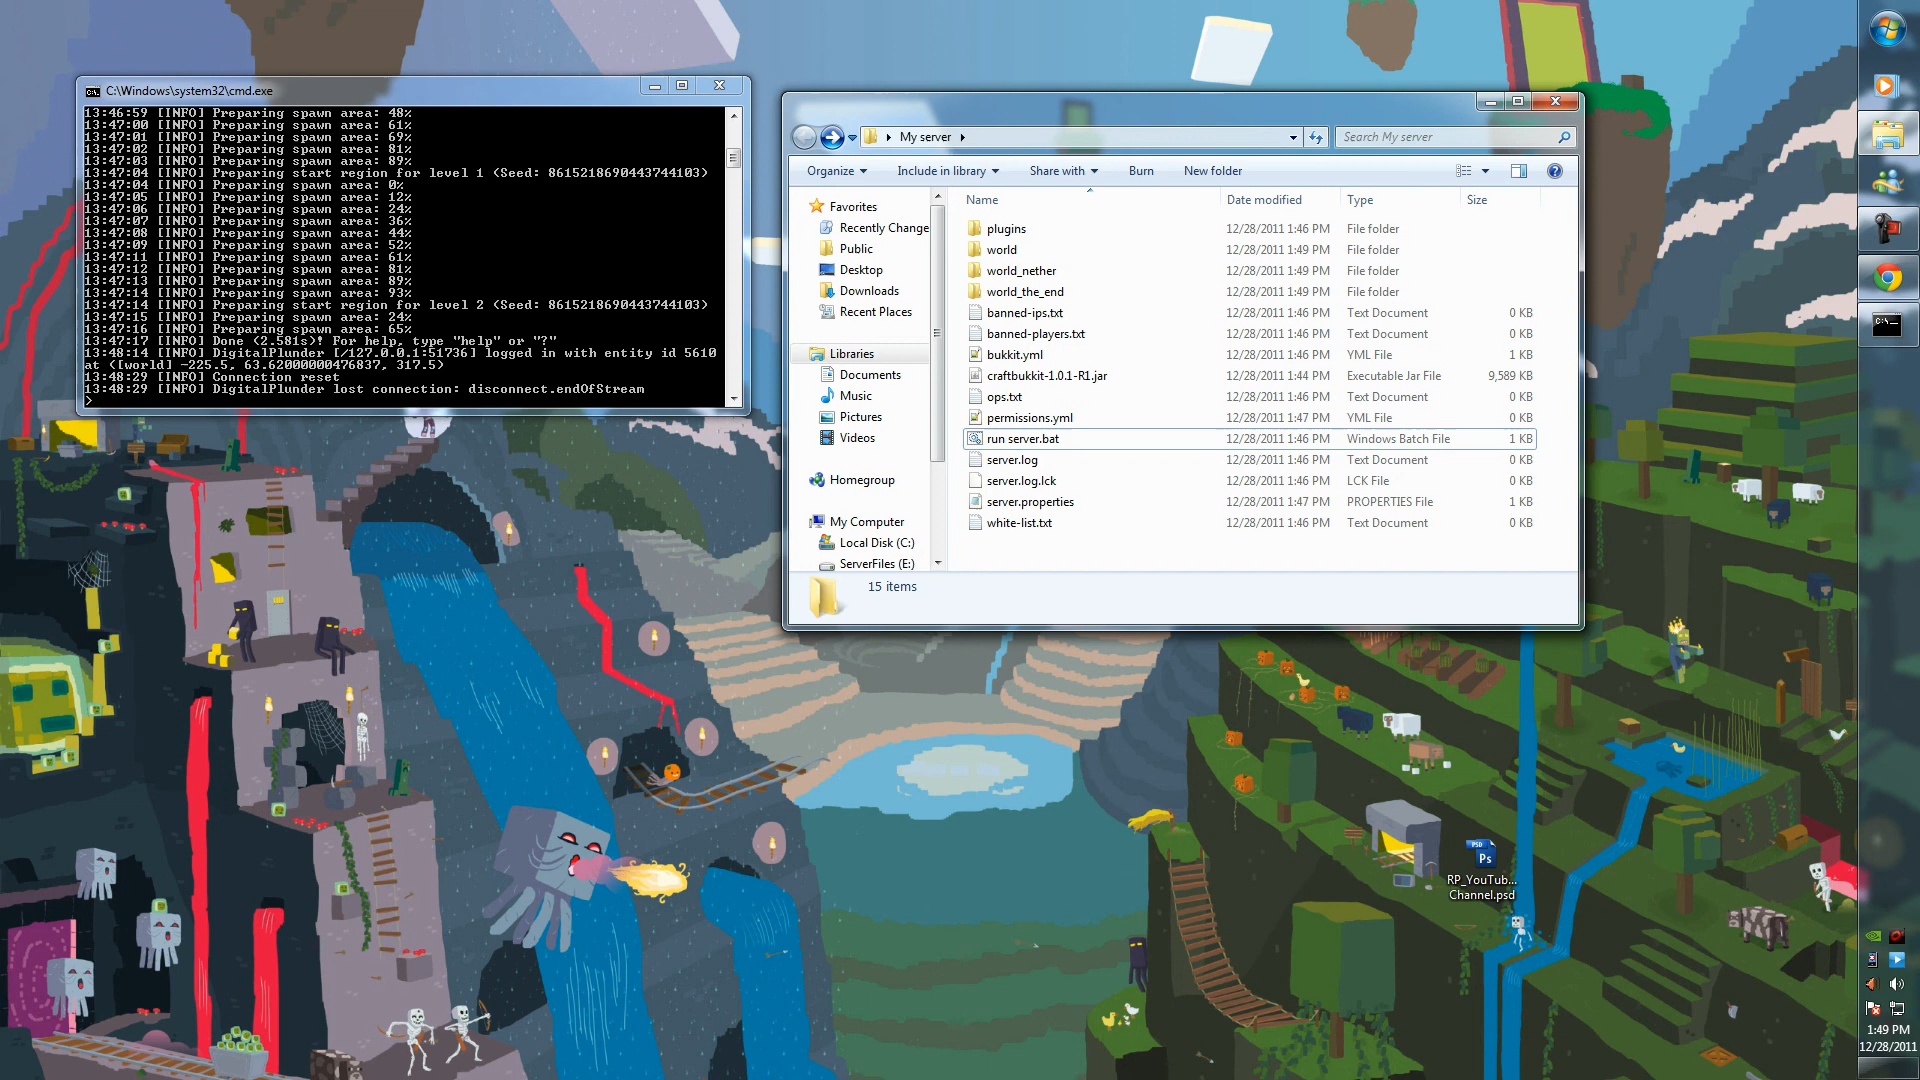 C:\Windows\system32\cmd.exe
13:46:59 [INFO] Preparing spawn area: 48%
13:47:00 [INFO] Preparing spawn area: 61%
13:47:01 [INFO] Preparing spawn area: 69%
13:47:02 [INFO] Preparing spawn area: 81%
13:47:03 [INFO] Preparing spawn area: 89%
13:47:04 [INFO] Preparing start region for level 1 (Seed: 8615218690443744103)
13:47:04 [INFO] Preparing spawn area: 0%
13:47:05 [INFO] Preparing spawn area: 12%
13:47:06 [INFO] Preparing spawn area: 24%
13:47:07 [INFO] Preparing spawn area: 36%
13:47:08 [INFO] Preparing spawn area: 44%
13:47:09 [INFO] Preparing spawn area: 52%
13:47:11 [INFO] Preparing spawn area: 61%
13:47:12 [INFO] Preparing spawn area: 81%
13:47:13 [INFO] Preparing spawn area: 89%
13:47:14 [INFO] Preparing spawn area: 93%
13:47:14 [INFO] Preparing start region for level 2 (Seed: 8615218690443744103)
13:47:15 [INFO] Preparing spawn area: 24%
13:47:16 [INFO] Preparing spawn area: 65%
13:47:17 [INFO] Done (2.581s)! For help, type "help" or "?"
13:48:14 [INFO] DigitalPlunder [/127.0.0.1:51736] logged in with entity id 5610
at ([world] -225.5, 63.62000000476837, 317.5)
13:48:29 [INFO] Connection reset
13:48:29 [INFO] DigitalPlunder lost connection: disconnect.endOfStream
>
My server
Search My server
Organize Include in library Share with Burn New folder
Favorites
Recently Change
Public
Desktop
Downloads
Recent Places
Libraries
Documents
Music
Pictures
Videos
Homegroup
My Computer
Local Disk (C:)
ServerFiles (E:)
Name Date modified Type Size
plugins 12/28/2011 1:46 PM File folder
world 12/28/2011 1:49 PM File folder
world_nether 12/28/2011 1:49 PM File folder
world_the_end 12/28/2011 1:49 PM File folder
banned-ips.txt 12/28/2011 1:46 PM Text Document 0 KB
banned-players.txt 12/28/2011 1:46 PM Text Document 0 KB
bukkit.yml 12/28/2011 1:46 PM YML File 1 KB
craftbukkit-1.0.1-R1.jar 12/28/2011 1:44 PM Executable Jar File 9,589 KB
ops.txt 12/28/2011 1:46 PM Text Document 0 KB
permissions.yml 12/28/2011 1:47 PM YML File 0 KB
run server.bat 12/28/2011 1:46 PM Windows Batch File 1 KB
server.log 12/28/2011 1:46 PM Text Document 0 KB
server.log.lck 12/28/2011 1:46 PM LCK File 0 KB
server.properties 12/28/2011 1:47 PM PROPERTIES File 1 KB
white-list.txt 12/28/2011 1:46 PM Text Document 0 KB
15 items
PSD
Ps
RP_YouTub...
Channel.psd
1:49 PM
12/28/2011